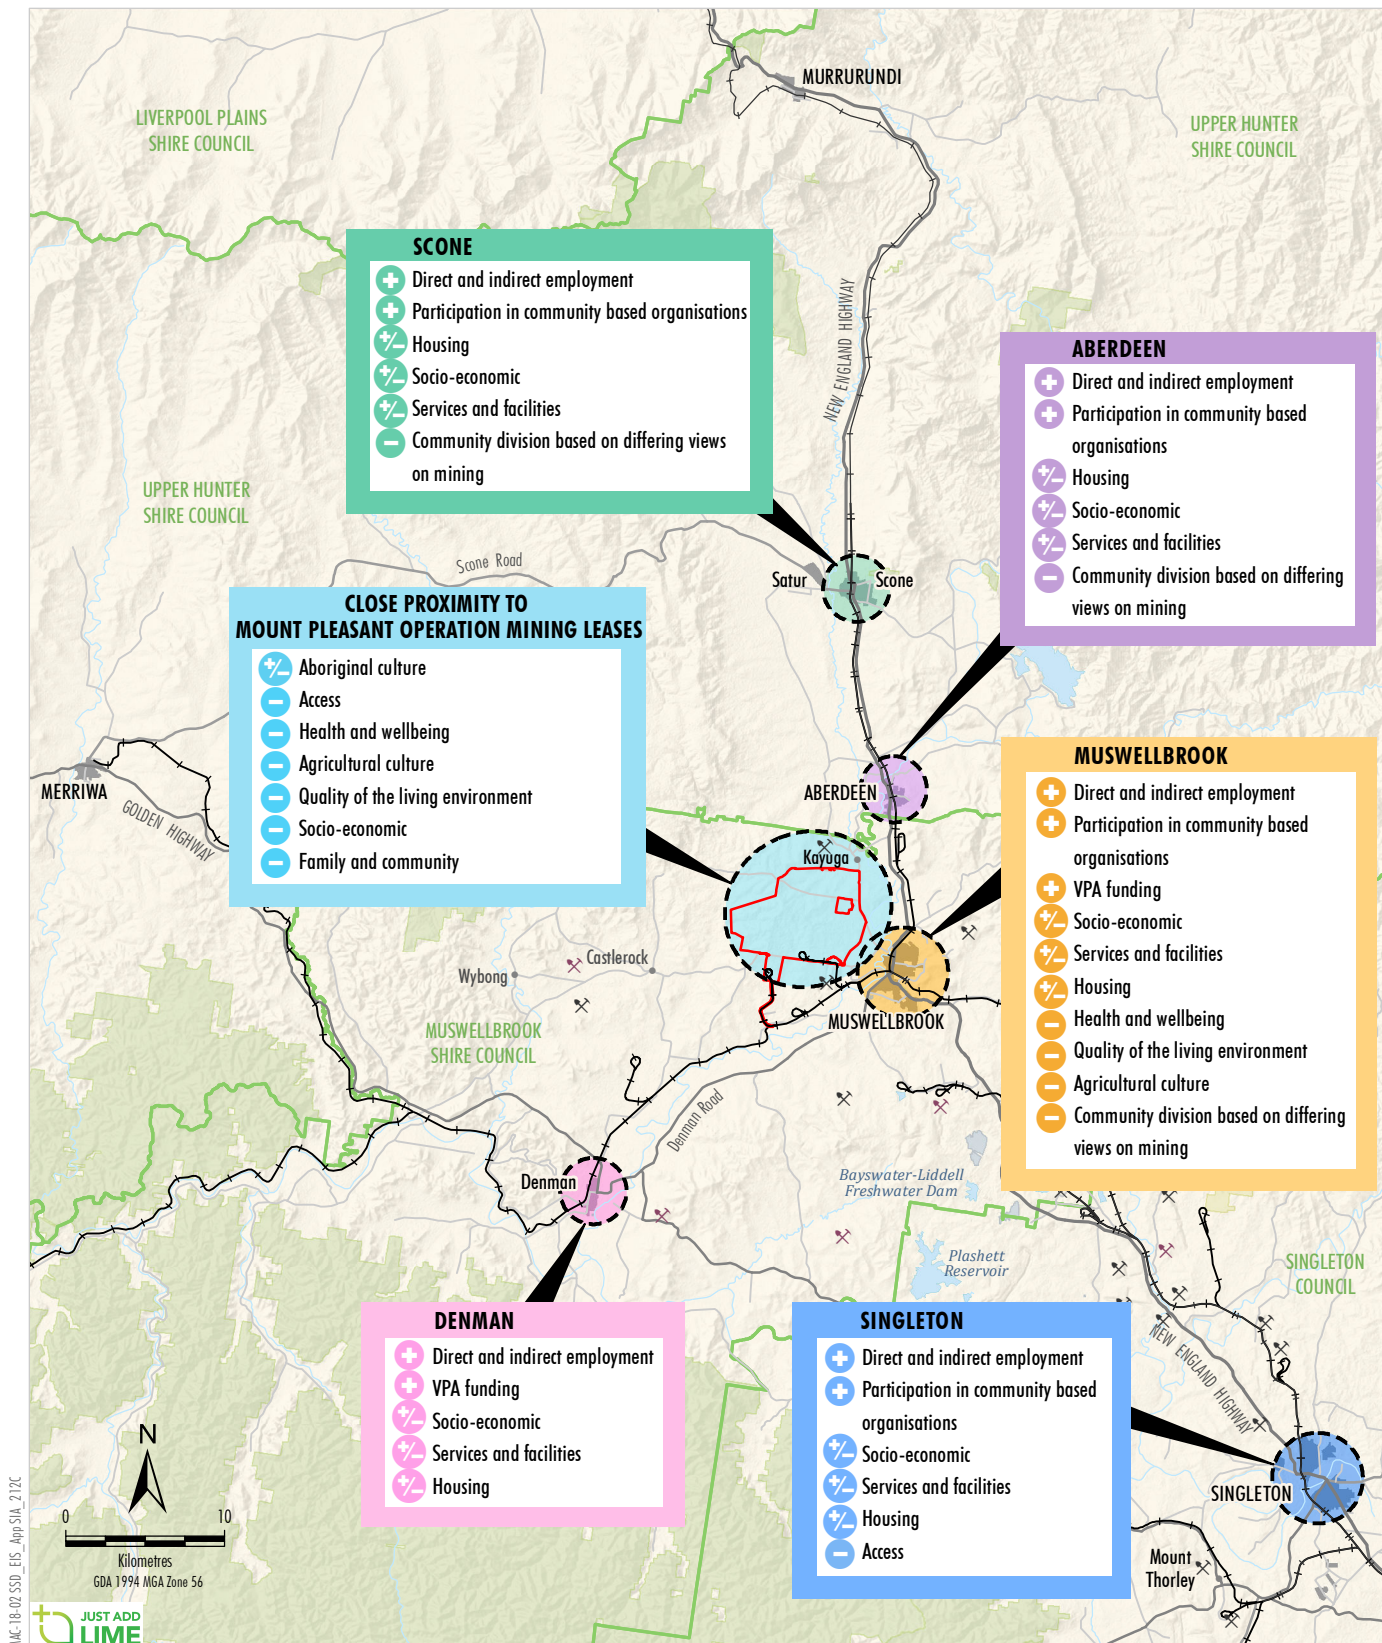 MURRURUNDI
LIVERPOOL PLAINS
SHIRE COUNCIL
UPPER HUNTER
SHIRE COUNCIL
SCONE
Direct and indirect employment
Participation in community based organisations
Housing
Socio-economic
Services and facilities
Community division based on differing views
on mining
NEW ENGLAND HIGHWAY
ABERDEEN
Direct and indirect employment
Participation in community based
organisations
Housing
Socio-economic
Services and facilities
Community division based on differing
views on mining
UPPER HUNTER
SHIRE COUNCIL
Scone Road
Satur
Scone
CLOSE PROXIMITY TO
MOUNT PLEASANT OPERATION MINING LEASES
Aboriginal culture
Access
Health and wellbeing
Agricultural culture
Quality of the living environment
Socio-economic
Family and community
MERRIWA
GOLDEN HIGHWAY
ABERDEEN
Kayuga
MUSWELLBROOK
Direct and indirect employment
Participation in community based
organisations
VPA funding
Socio-economic
Services and facilities
Housing
Health and wellbeing
Quality of the living environment
Agricultural culture
Community division based on differing
views on mining
Castlerock
Wybong
MUSWELLBROOK
MUSWELLBROOK
SHIRE COUNCIL
Denman Road
Denman
Bayswater-Liddell
Freshwater Dam
Plashett
Reservoir
SINGLETON
COUNCIL
DENMAN
Direct and indirect employment
VPA funding
Socio-economic
Services and facilities
Housing
SINGLETON
Direct and indirect employment
Participation in community based
organisations
Socio-economic
Services and facilities
Housing
Access
NEW ENGLAND HIGHWAY
SINGLETON
Mount
Thorley
N
0 10
Kilometres
GDA 1994 MGA Zone 56
18-02 SSD_EIS_App SIA_212C
JUST ADD
LIME